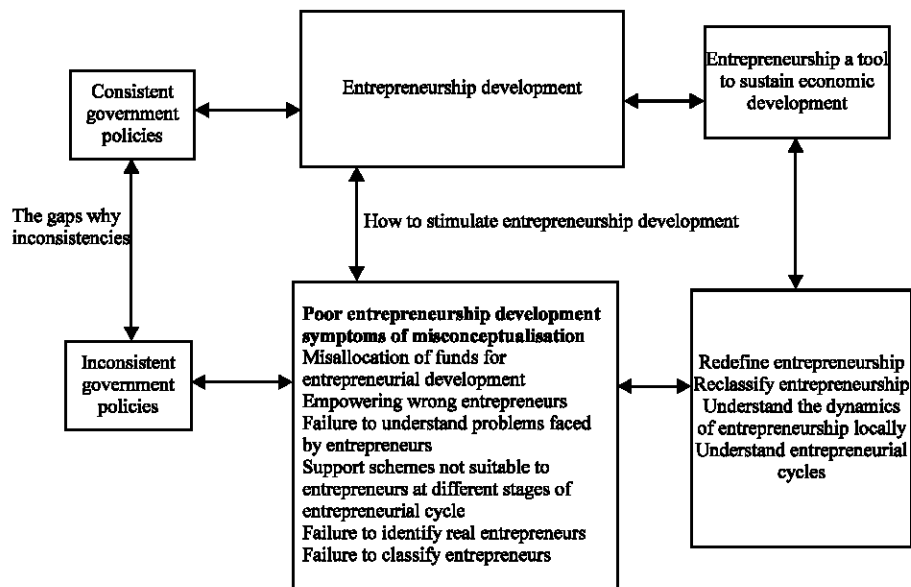 Consistent
government
policies
Entrepreneurship development
Entrepreneurship a tool
to sustain economic
development
The gaps why
inconsistencies
How to stimulate entrepreneurship development
Inconsistent
government
policies
Poor entrepreneurship development
symptoms of misconceptualisation
Misallocation of funds for
entrepreneurial development
Empowering wrong entrepreneurs
Failure to understand problems faced
by entrepreneurs
Support schemes not suitable to
entrepreneurs at different stages of
entrepreneurial cycle
Failure to identify real entrepreneurs
Failure to classify entrepreneurs
Redefine entrepreneurship
Reclassify entrepreneurship
Understand the dynamics
of entrepreneurship locally
Understand entrepreneurial
cycles